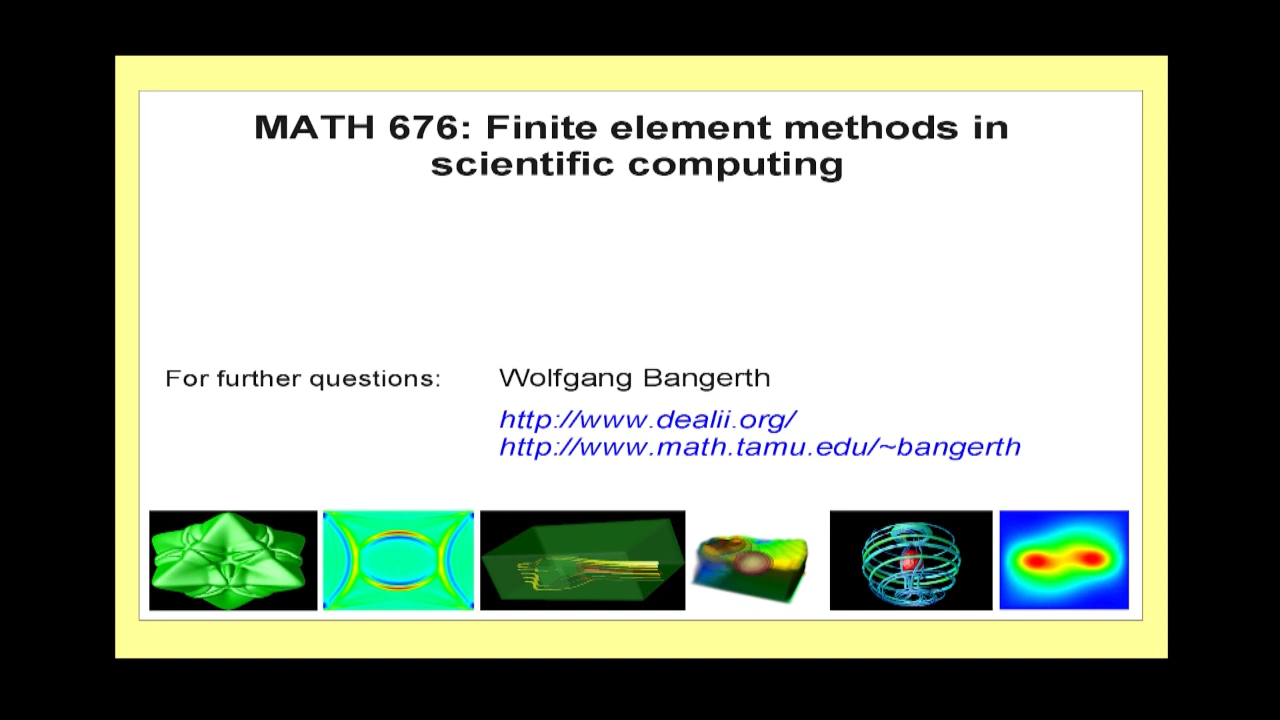 MATH 676: Finite element methods in
scientific computing
For further questions: Wolfgang Bangerth
http://www.dealii.org/
http://www.math.tamu.edu/~bangerth